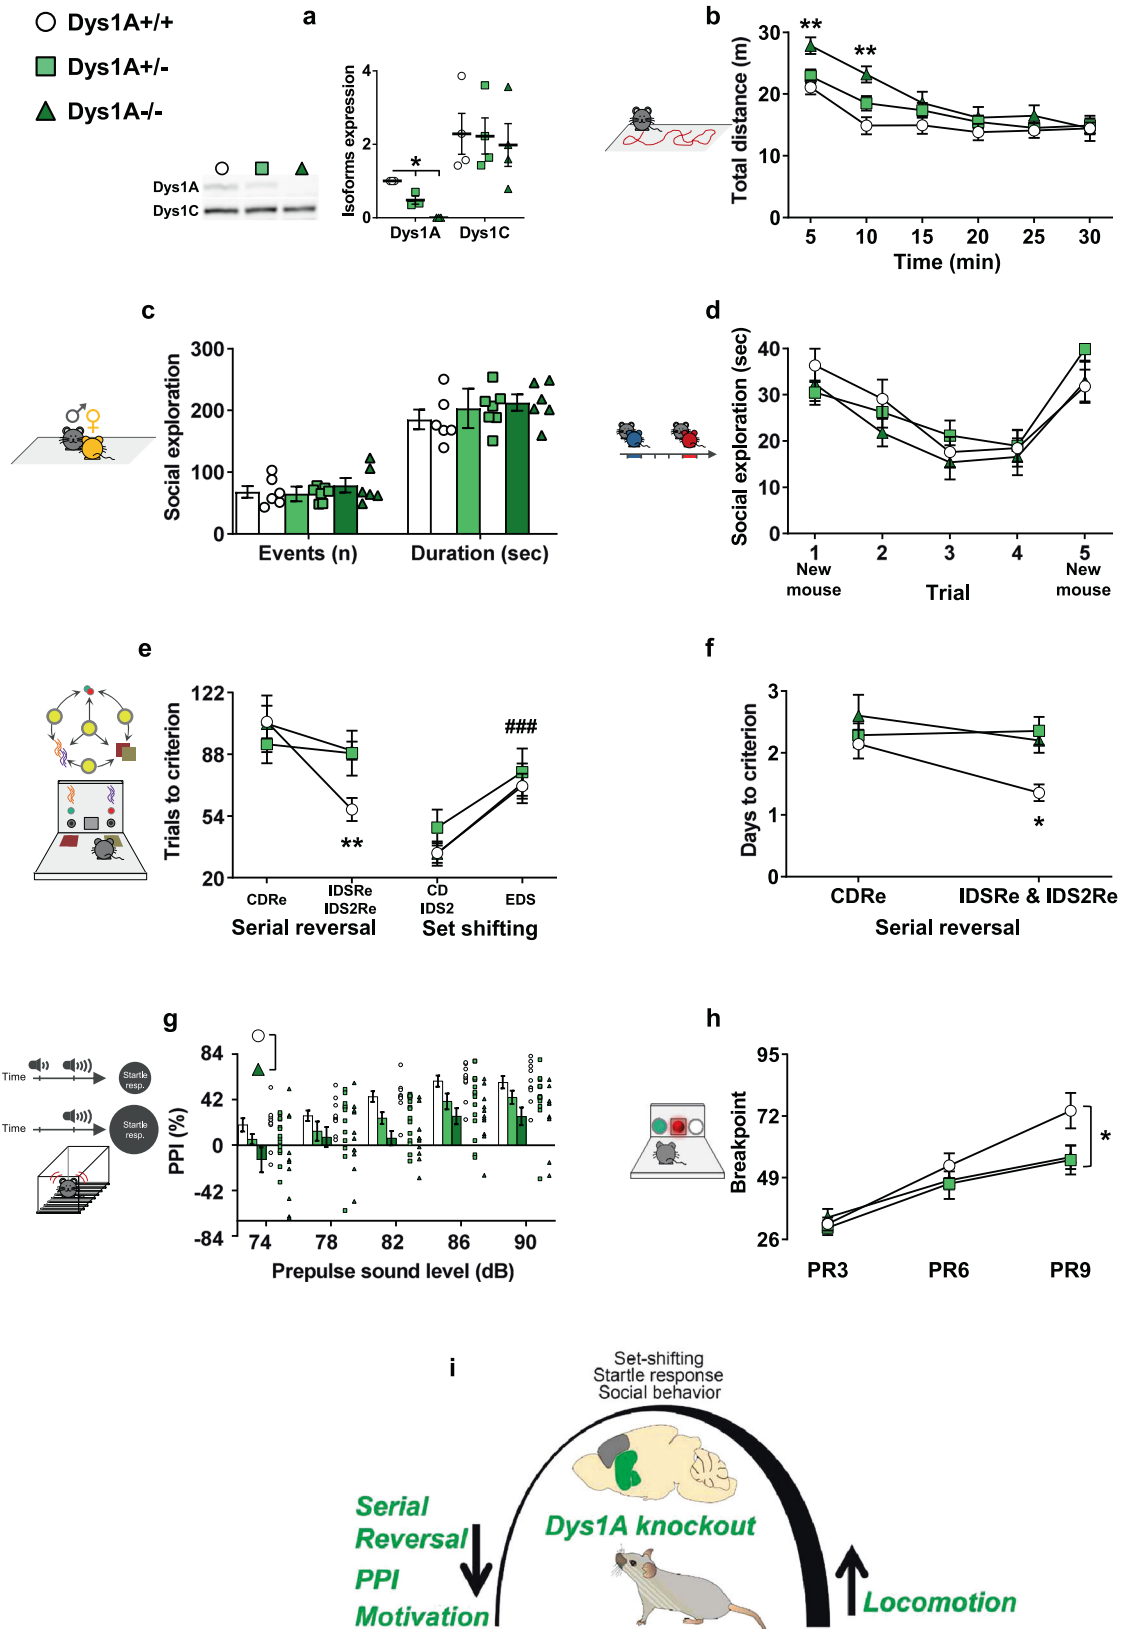 Dys1A+/+
Dys1A+/-
Dys1A-/-
a
Isoforms expression
4
2
0
*
Dys1A
Dys1C
Dys1A
Dys1C
b
Total distance (m)
30
20
10
0
**
**
5 10 15 20 25 30
Time (min)
c
Social exploration
300
200
100
0
Events (n)
Duration (sec)
d
Social exploration (sec)
40
30
20
10
0
1 2 3 4 5
New mouse
New mouse
Trial
e
Trials to criterion
122
88
54
20
**
###
CDRe
IDSRe
IDS2Re
CD
IDS2
EDS
Serial reversal
Set shifting
f
Days to criterion
3
2
1
0
*
CDRe
IDSRe & IDS2Re
Serial reversal
g
Time
Startle
resp.
Time
Startle
resp.
PPI (%)
84
42
0
-42
-84
74 78 82 86 90
Prepulse sound level (dB)
h
Breakpoint
95
72
49
26
*
PR3
PR6
PR9
i
Set-shifting
Startle response
Social behavior
Serial
Reversal
PPI
Motivation
Dys1A knockout
Locomotion